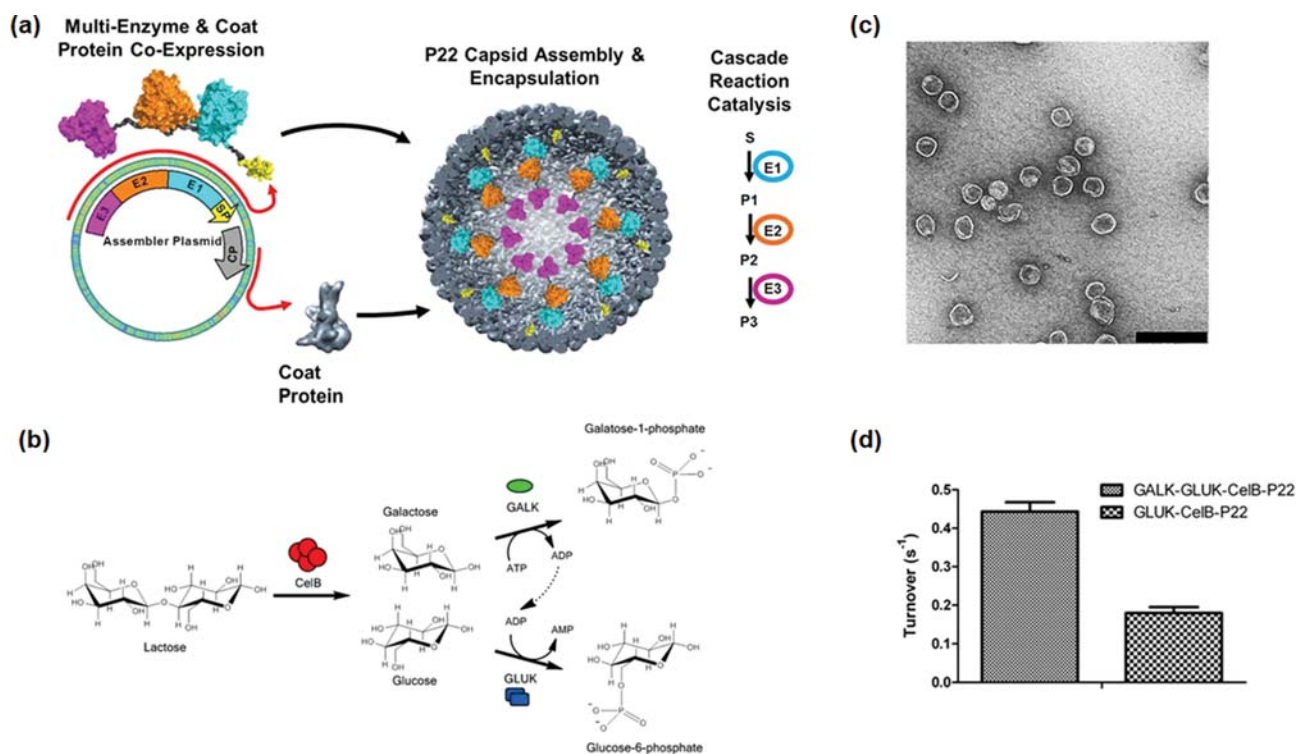 (a)
Multi-Enzyme & Coat
Protein Co-Expression
E3
E2
E1
SP
Assembler Plasmid
CP
Coat
Protein
P22 Capsid Assembly &
Encapsulation
Cascade
Reaction
Catalysis
S
E1
P1
E2
P2
E3
P3
(c)
(b)
Lactose
CelB
Galactose
Glucose
GALK
ATP
ADP
ADP
AMP
GLUK
Galatose-1-phosphate
Glucose-6-phosphate
(d)
Turnover (s⁻¹)
0.5
0.4
0.3
0.2
0.1
0.0
GALK-GLUK-CelB-P22
GLUK-CelB-P22